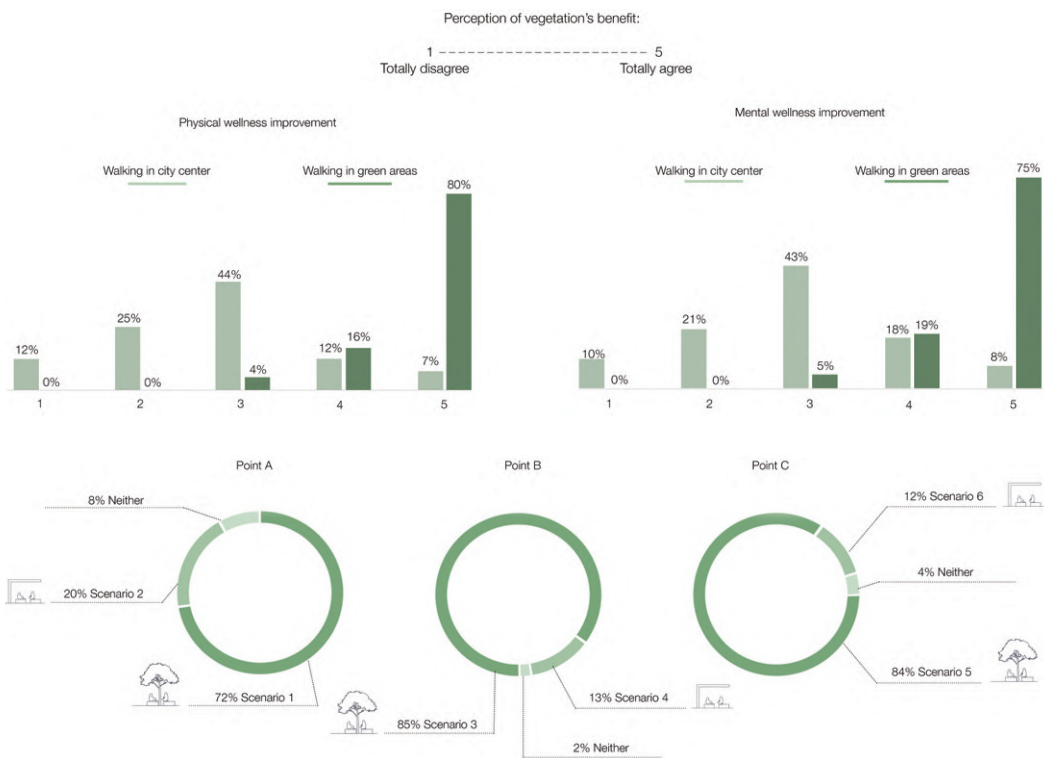 Perception of vegetation's benefit:
1 5
Totally disagree Totally agree
Physical wellness improvement
Walking in city center Walking in green areas
12% 0% 25% 0% 44% 4% 12% 16% 7% 80%
1 2 3 4 5
Mental wellness improvement
Walking in city center Walking in green areas
10% 0% 21% 0% 43% 5% 18% 19% 8% 75%
1 2 3 4 5
Point A
8% Neither
20% Scenario 2
72% Scenario 1
Point B
85% Scenario 3
13% Scenario 4
2% Neither
Point C
12% Scenario 6
4% Neither
84% Scenario 5